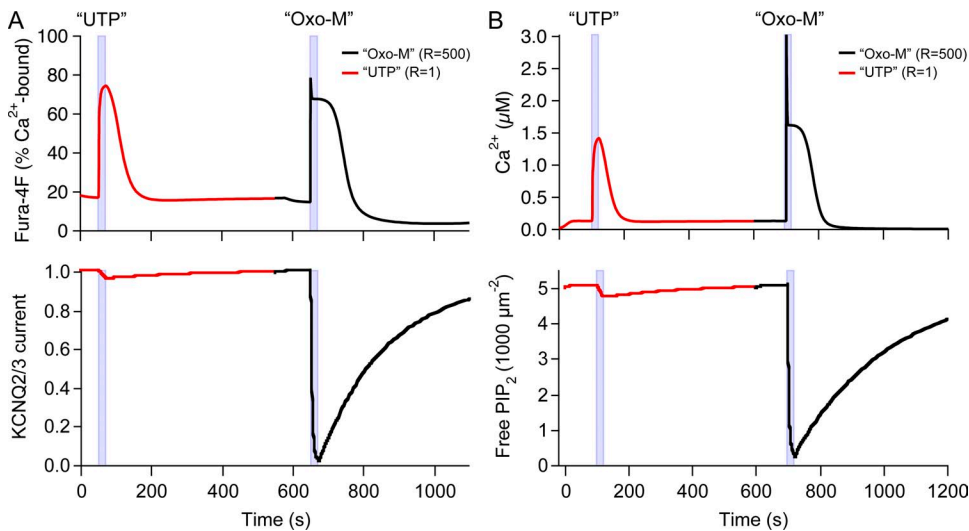 A
"UTP"
"Oxo-M"
Fura-4F (% Ca2+-bound)
100
80
60
40
20
0
"Oxo-M" (R=500)
"UTP" (R=1)
KCNQ2/3 current
1.0
0.8
0.6
0.4
0.2
0.0
0
200
400
600
800
1000
Time (s)
B
"UTP"
"Oxo-M"
Ca2+ (µM)
3.0
2.5
2.0
1.5
1.0
0.5
0.0
"Oxo-M" (R=500)
"UTP" (R=1)
Free PIP2 (1000 µm-2)
5
4
3
2
1
0
0
200
400
600
800
1000
1200
Time (s)